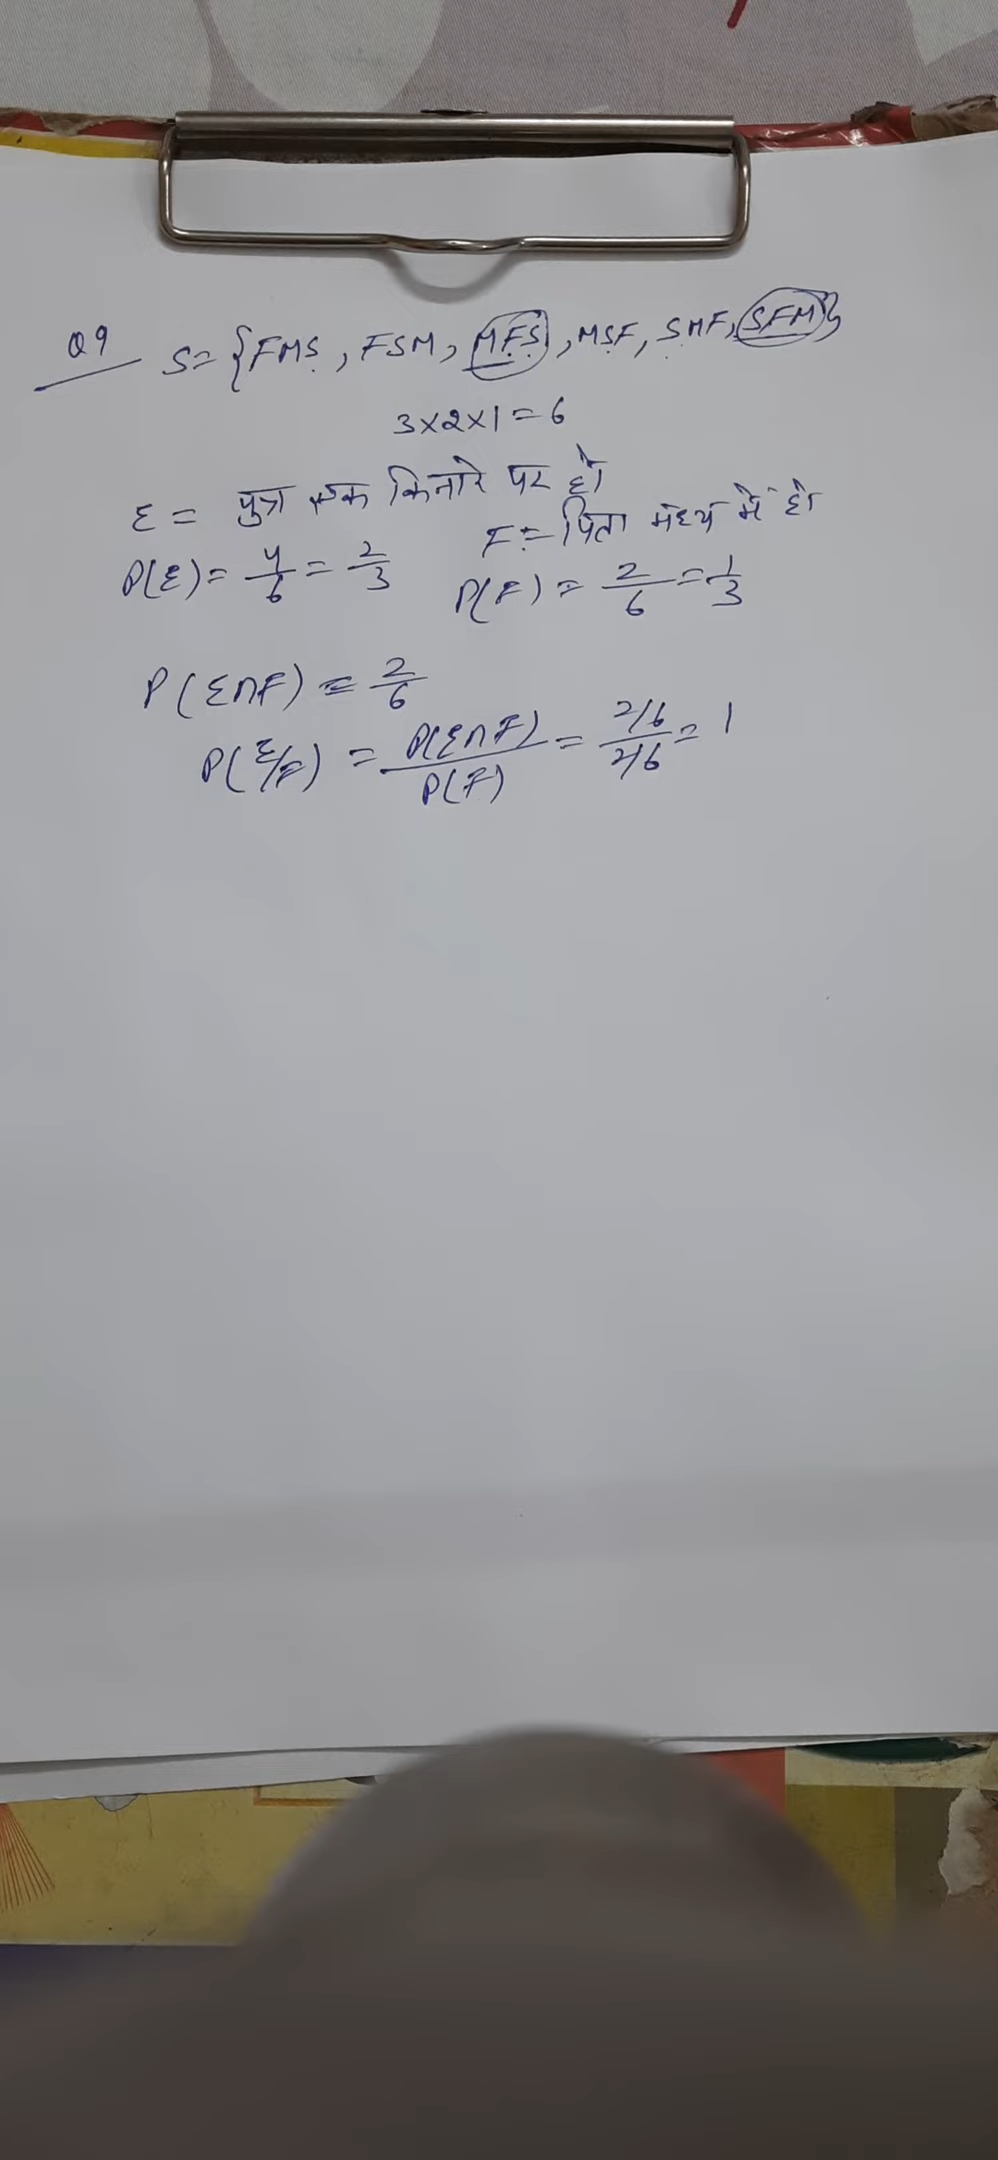 Q9 S= {FMS, FSM, MFS, MSF, SMF, SFM}
3×2×1=6
E = पुत्र एक किनारे पर हो
F = पिता मध्य में हो
P(E) = 4/6 = 2/3 P(F) = 2/6 = 1/3
P(E∩F) = 2/6
P(E/F) = P(E∩F)/P(F) = 2/6/2/6 = 1